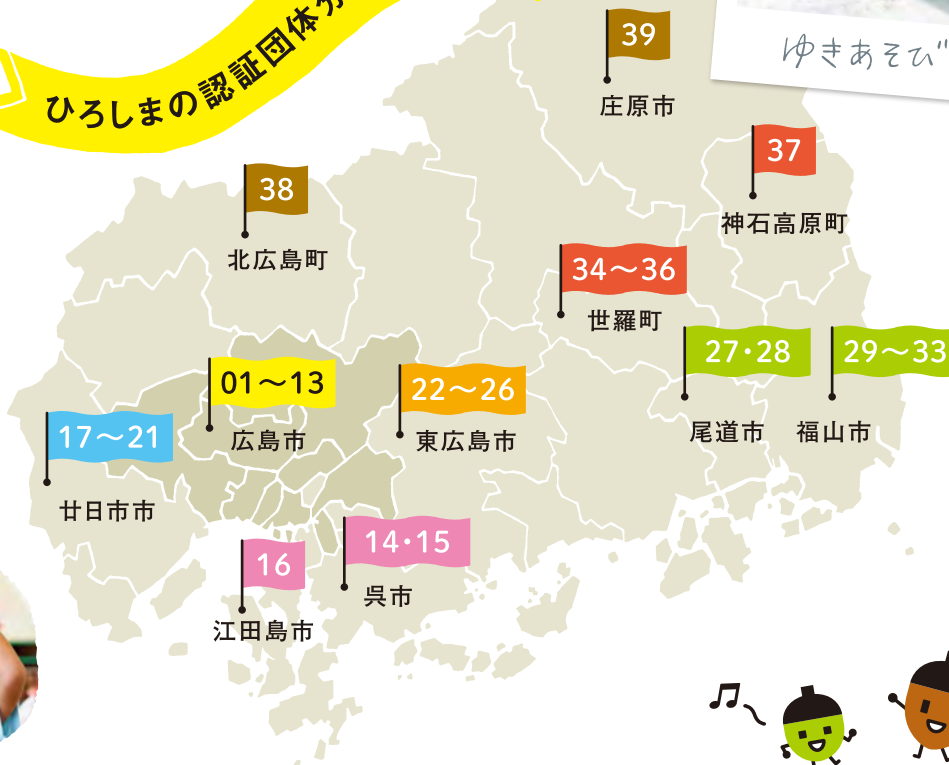 ひろしまの認証団体分
39
庄原市
ゆきあそび
37
神石高原町
38
北広島町
34〜36
世羅町
27・28
尾道市
29〜33
福山市
01〜13
広島市
22〜26
東広島市
17〜21
廿日市市
14・15
呉市
16
江田島市